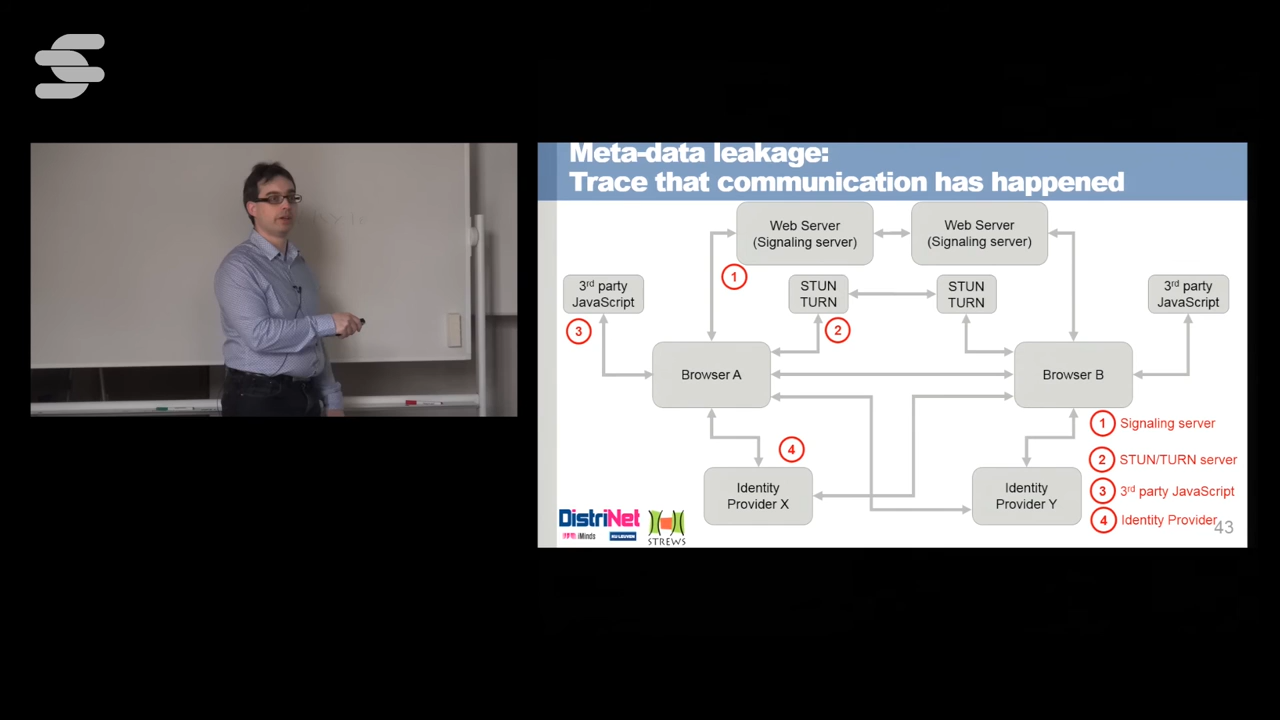 Meta-data leakage:
Trace that communication has happened
Web Server
(Signaling server)
Web Server
(Signaling server)
1
3rd party
JavaScript
STUN
TURN
STUN
TURN
3rd party
JavaScript
3
2
Browser A
Browser B
1 Signaling server
4
2 STUN/TURN server
Identity
Provider X
Identity
Provider Y
3 3rd party JavaScript
4 Identity Provider
43
DistriNet
iMinds
KU LEUVEN
STREWS